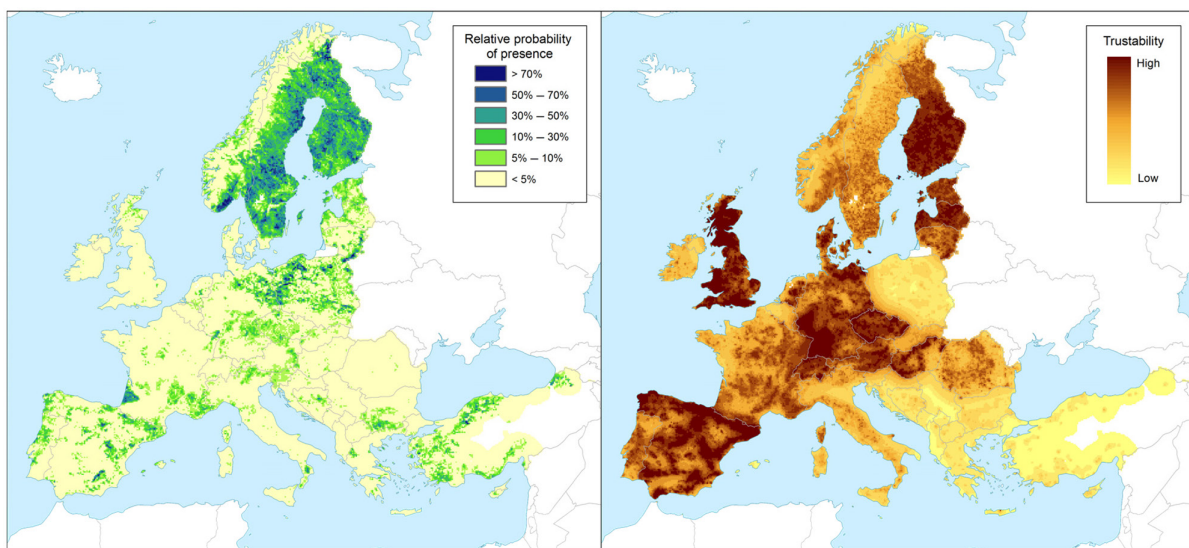 Relative probability
of presence
> 70%
50% — 70%
30% — 50%
10% — 30%
5% — 10%
< 5%
Trustability
High
Low